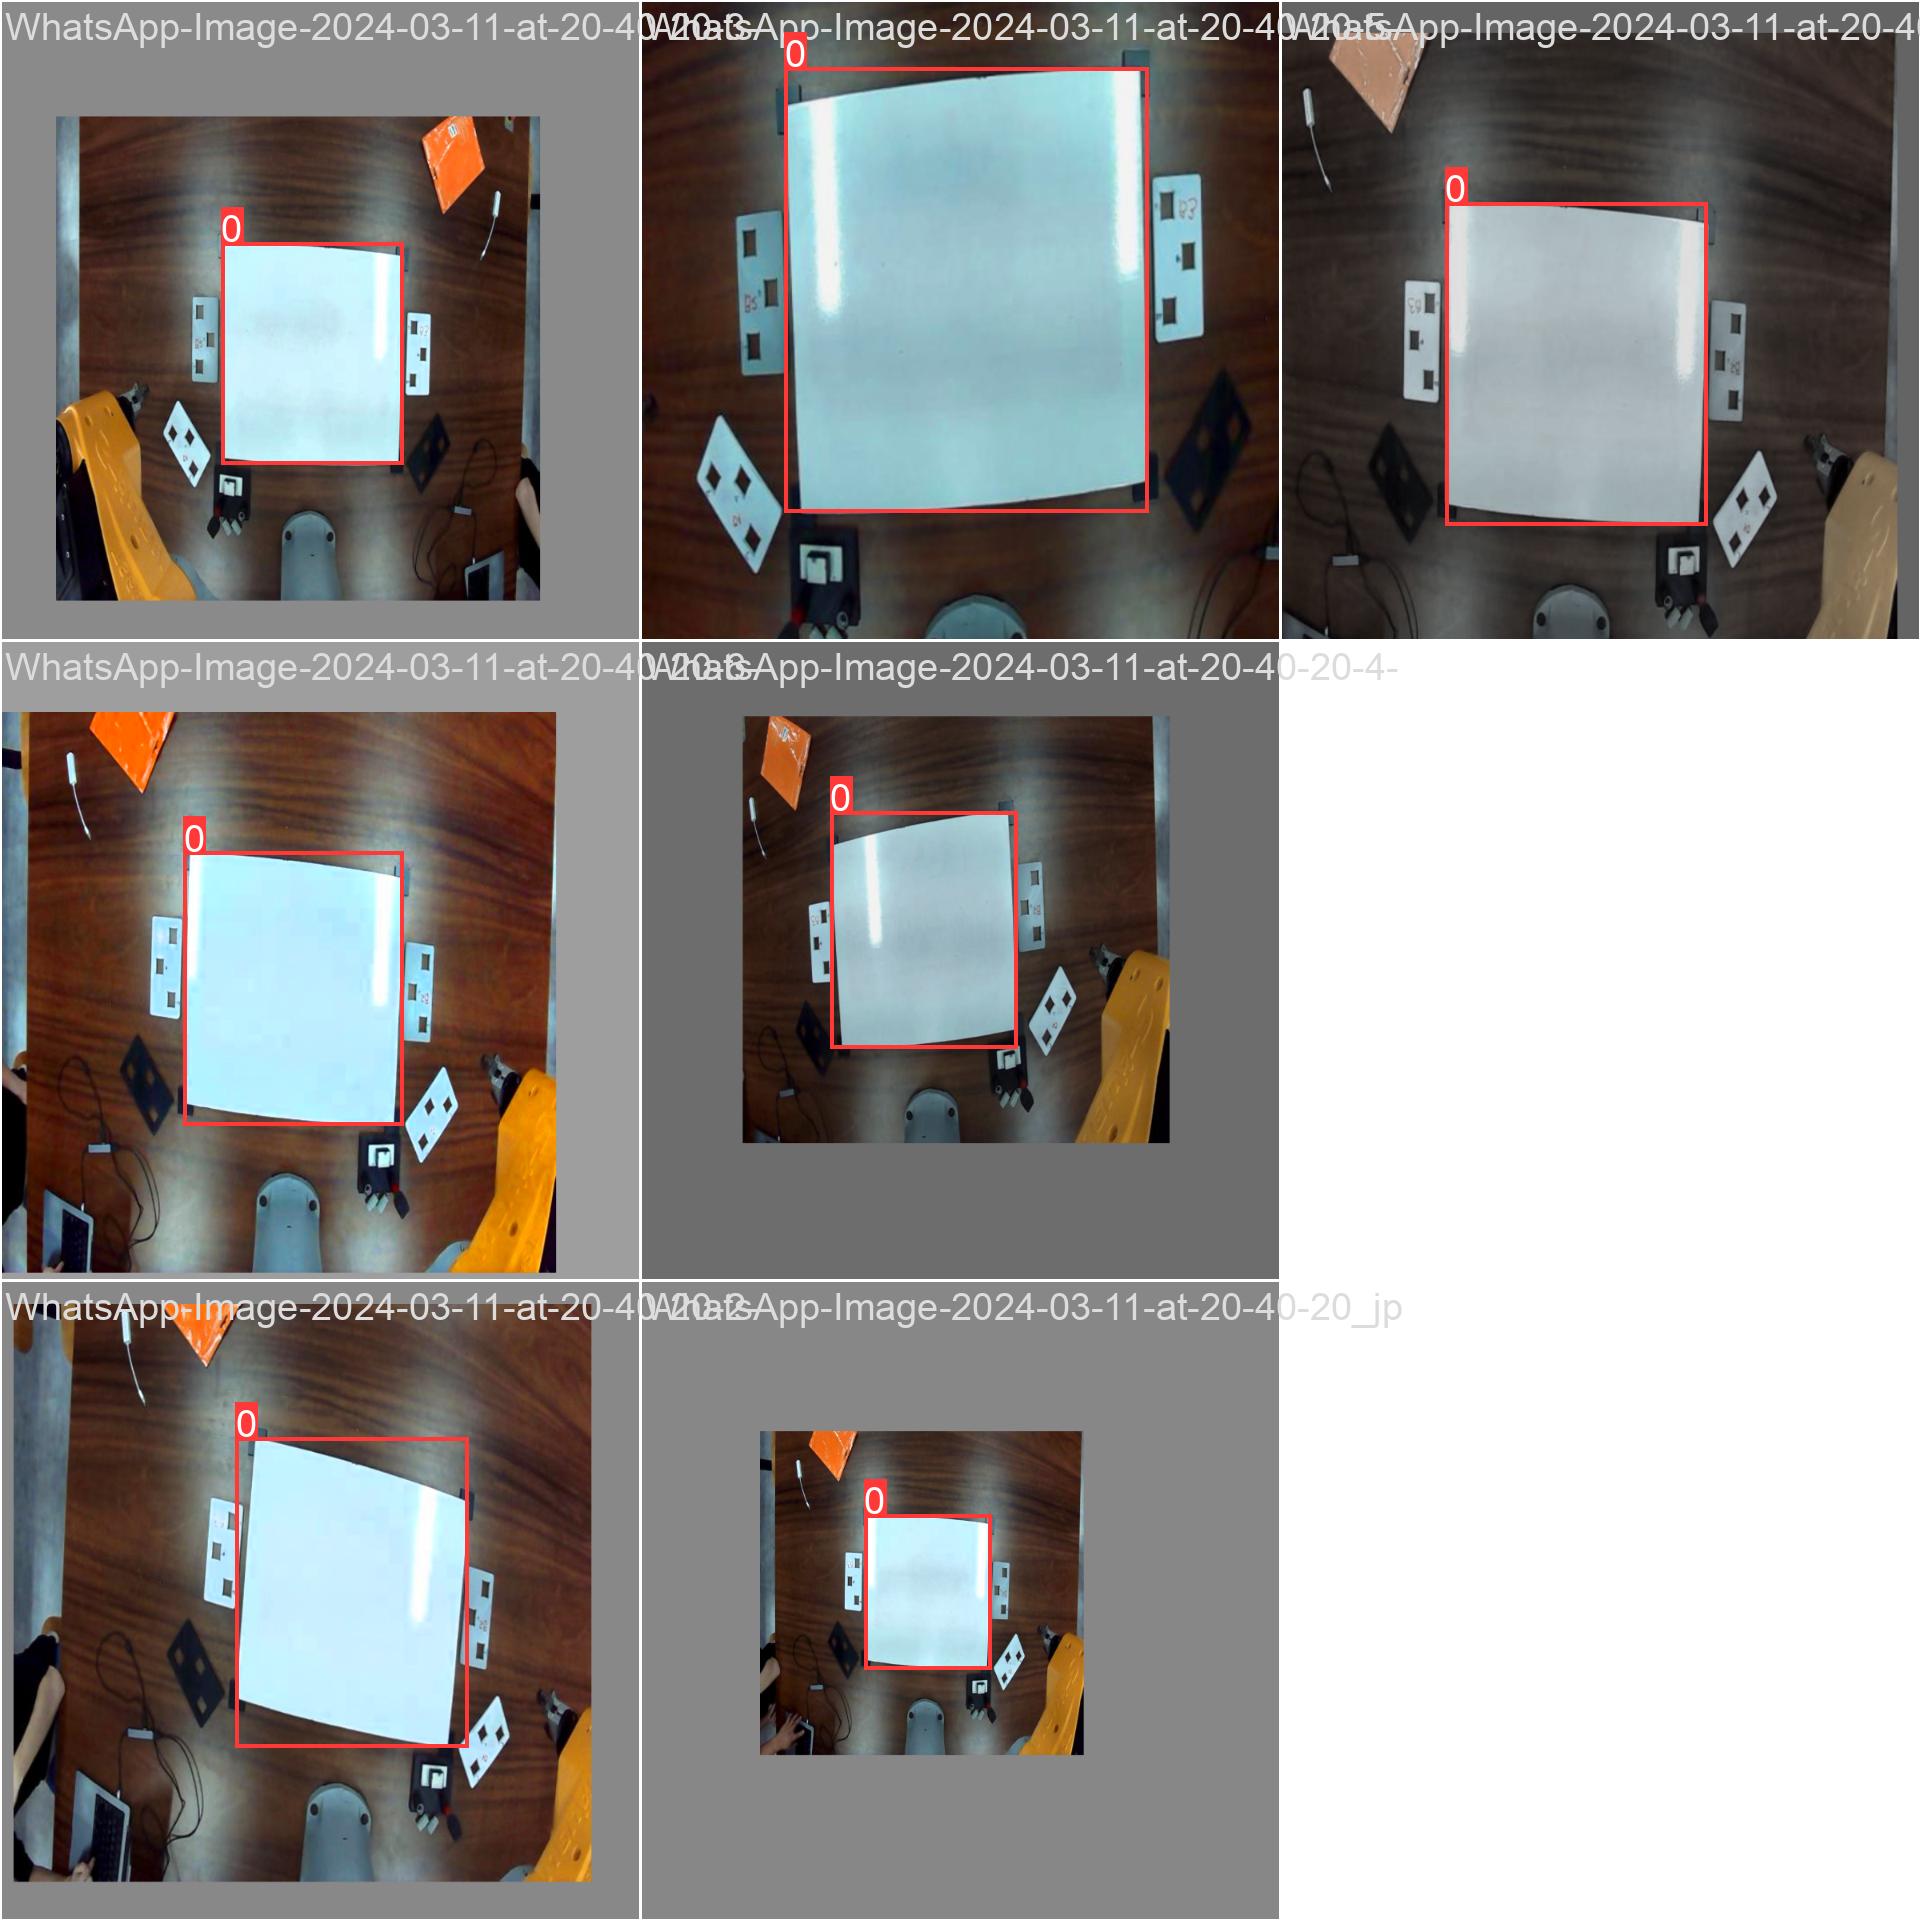 WhatsApp-Image-2024-03-11-at-20-40-20-3-
WhatsApp-Image-2024-03-11-at-20-40-20-5-
WhatsApp-Image-2024-03-11-at-20-40
0
0
0
B3
WhatsApp-Image-2024-03-11-at-20-40-20-
WhatsApp-Image-2024-03-11-at-20-40-20-4-
0
0
WhatsApp-Image-2024-03-11-at-20-40-20-2-
WhatsApp-Image-2024-03-11-at-20-40-20_jp
0
0